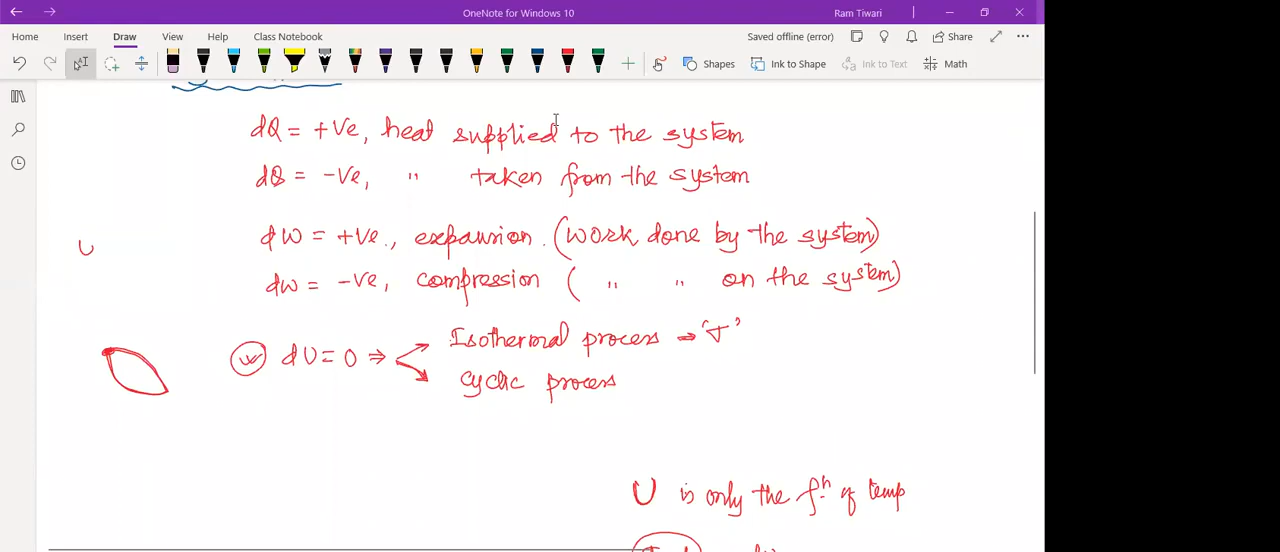 OneNote for Windows 10
Ram Tiwari
Home Insert Draw View Help Class Notebook
Saved offline (error) Share
Shapes Ink to Shape Ink to Text Math
dQ = +Ve, heat supplied to the system
dQ = -Ve, " taken from the system
dW = +Ve., expansion. (work done by the system)
dw = -Ve, compression ( " " on the system)
U
dU = 0 ⇒ Isothermal process ⇒ 'T'
cyclic process
U is only the fⁿ of temp